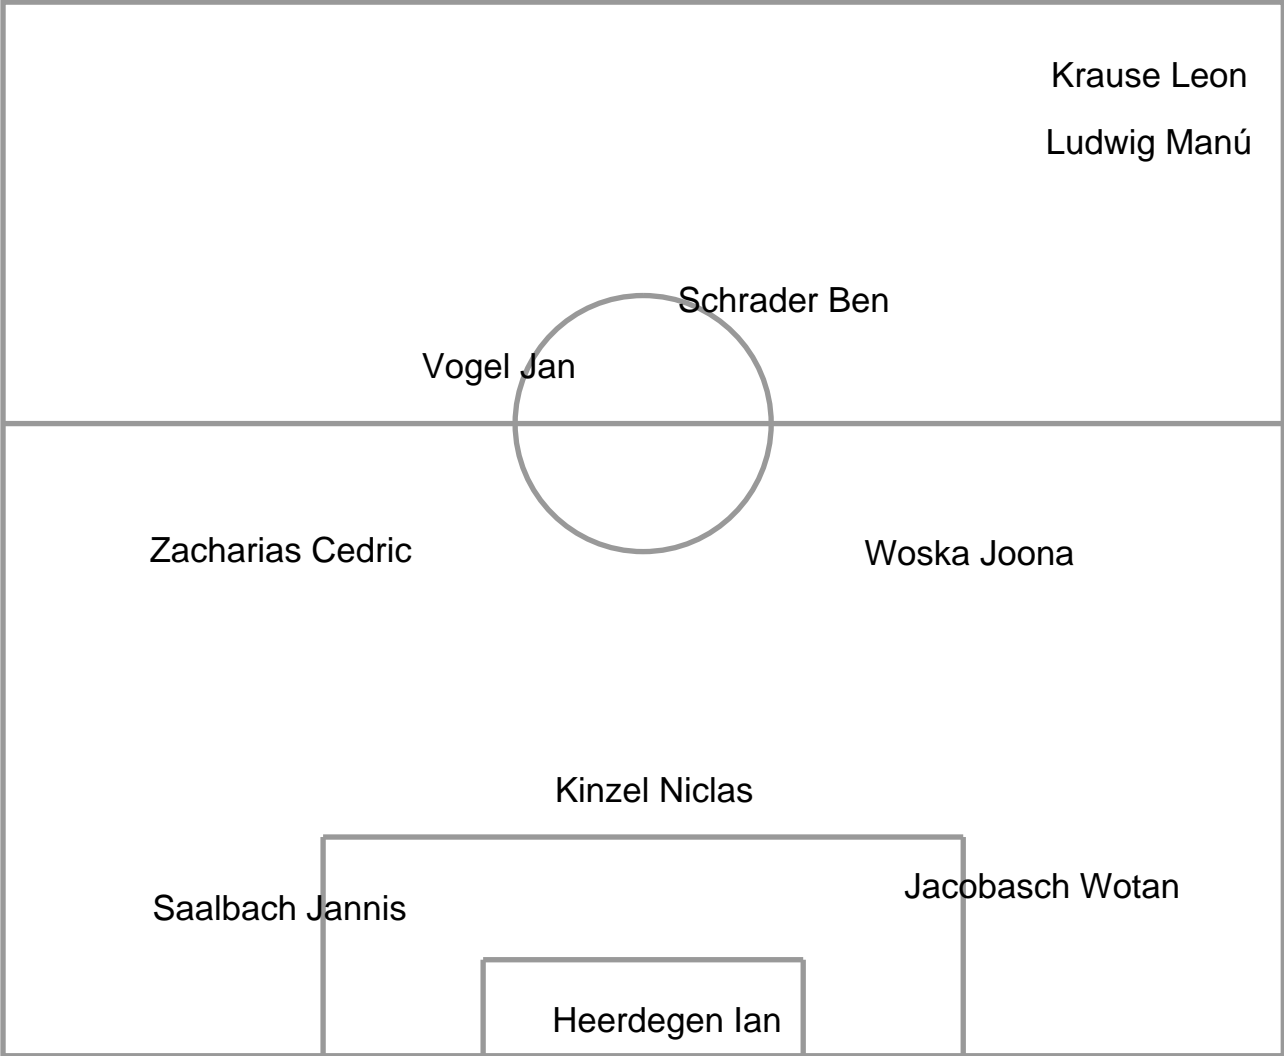 Krause Leon
Ludwig Manú
Schrader Ben
Vogel Jan
Zacharias Cedric
Woska Joona
Kinzel Niclas
Jacobasch Wotan
Saalbach Jannis
Heerdegen Ian